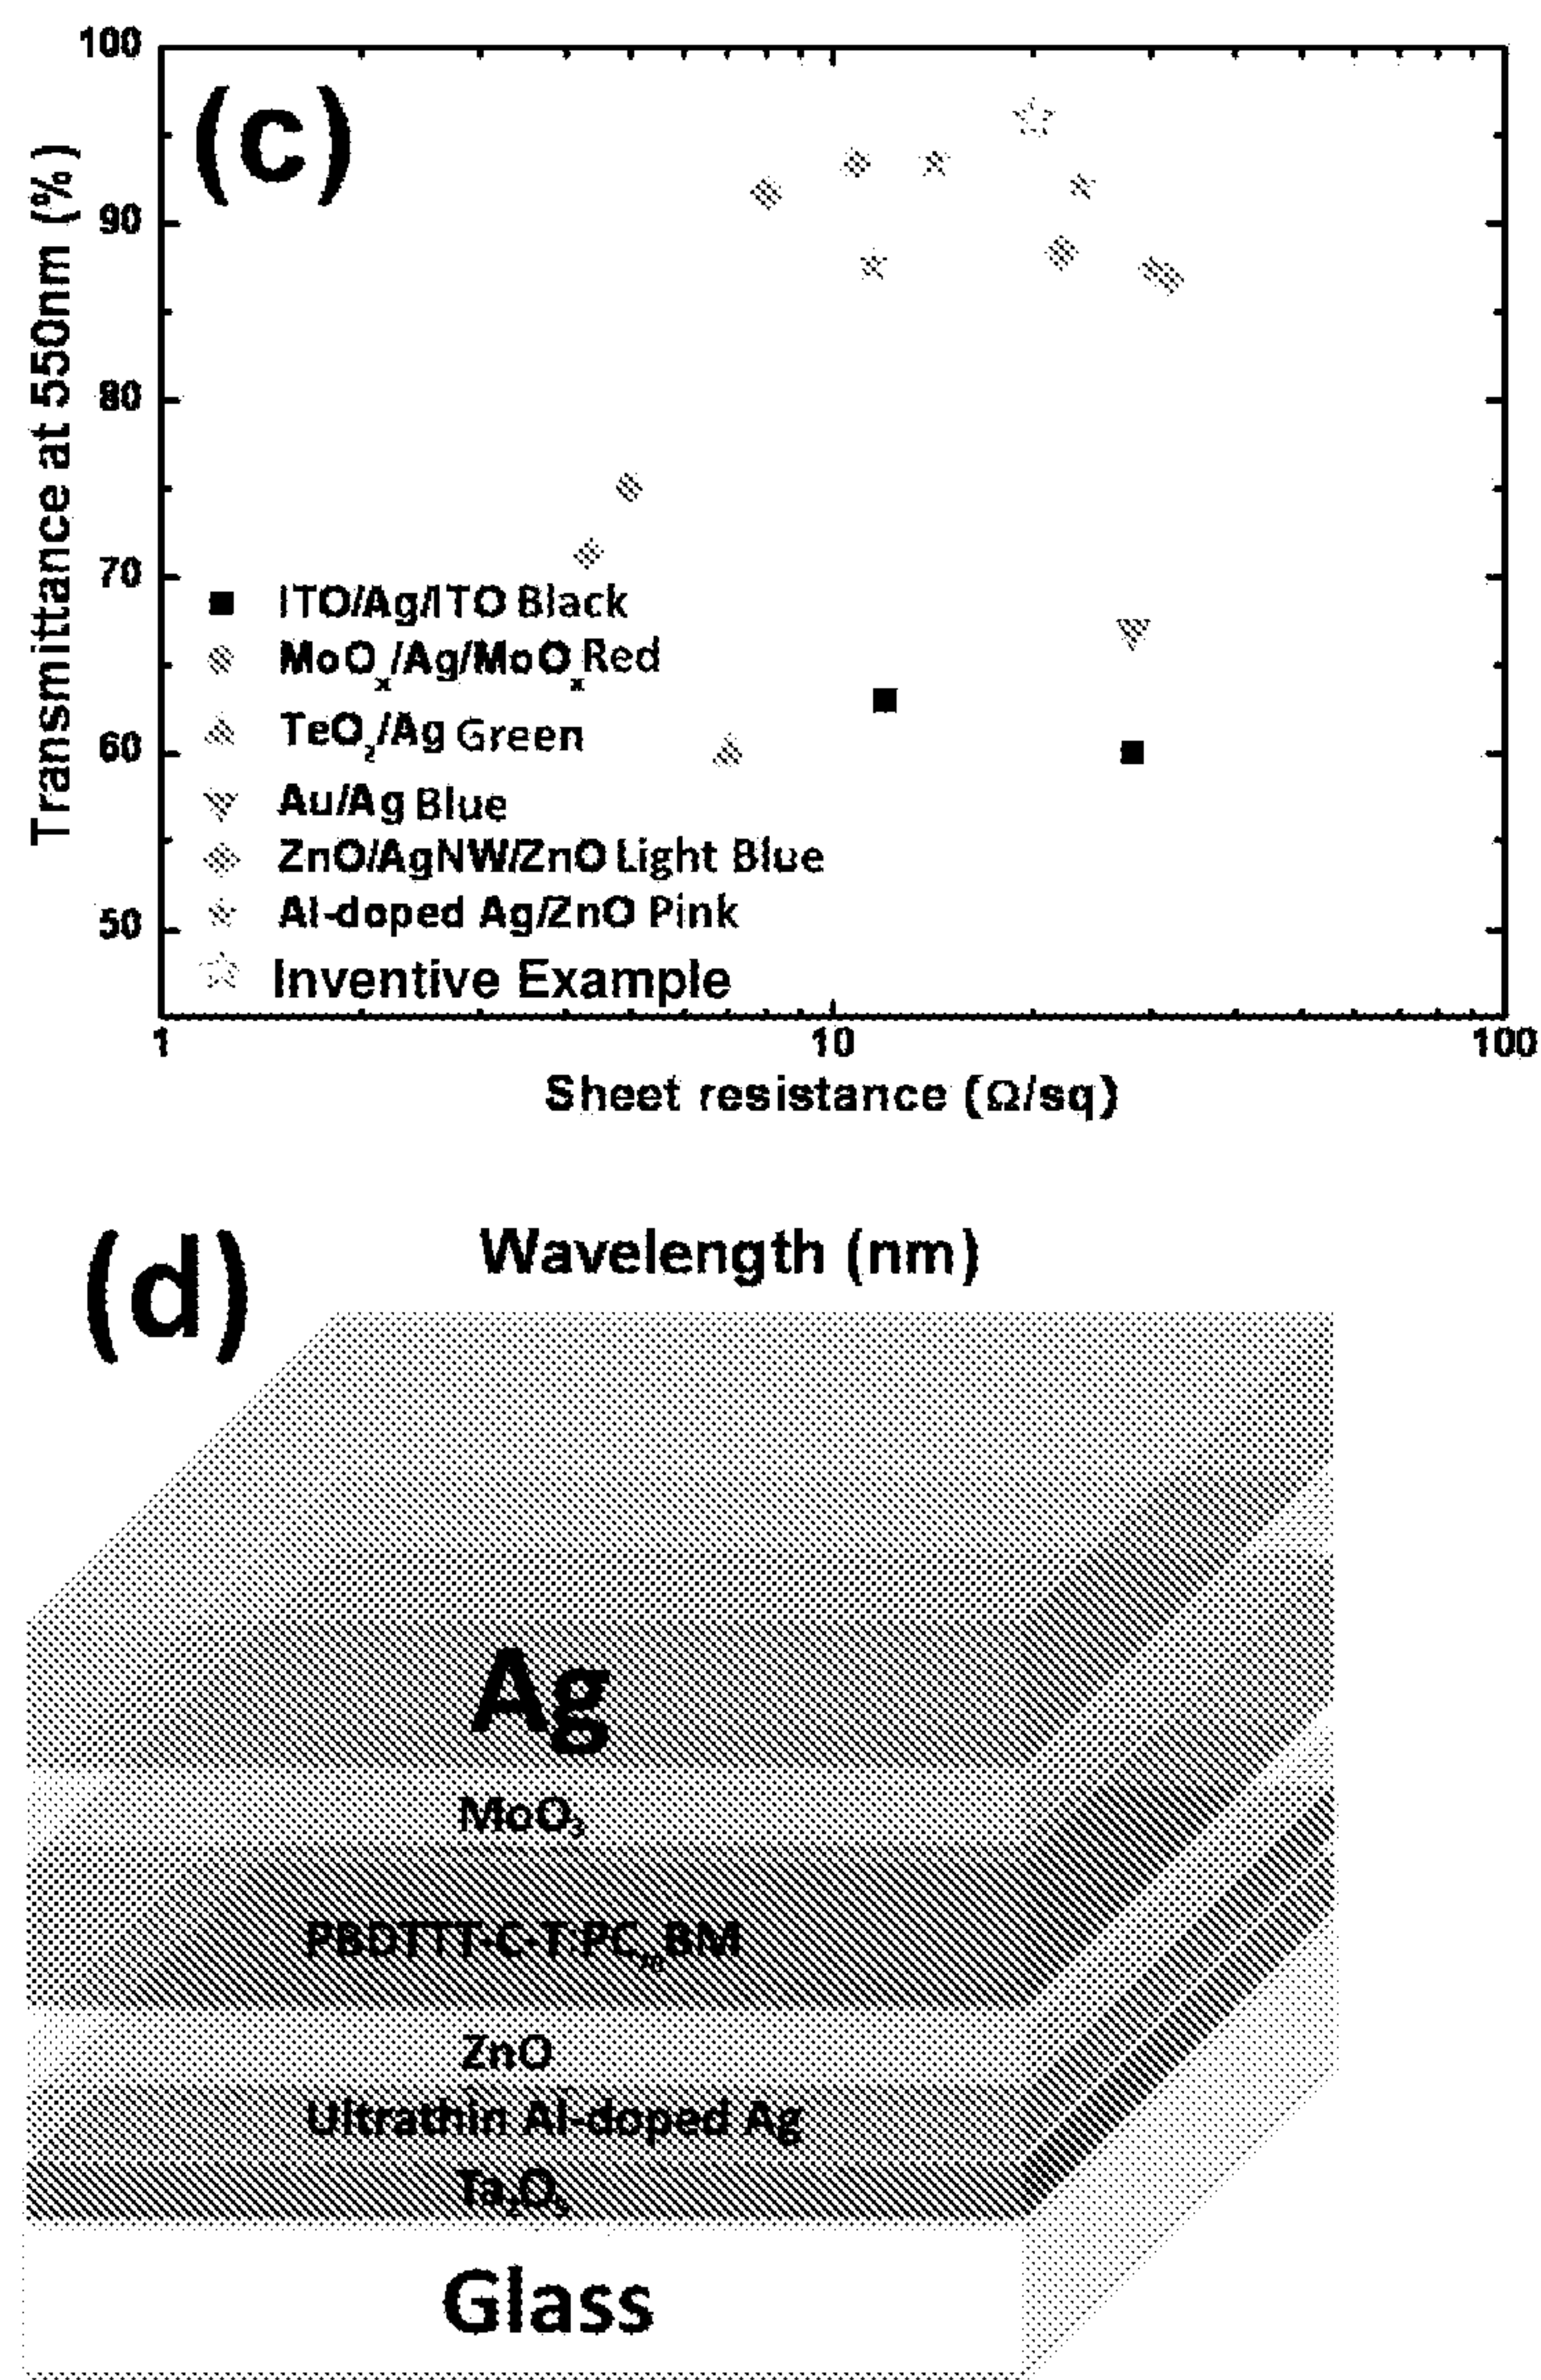 100
(c)
90
80
70
60
50
Transmittance at 550nm (%)
ITO/Ag/ITO Black
MoOₓ/Ag/MoOₓ Red
TeO₂/Ag Green
Au/Ag Blue
ZnO/AgNW/ZnO Light Blue
Al-doped Ag/ZnO Pink
Inventive Example
1 10 100
Sheet resistance (Ω/sq)
(d)
Wavelength (nm)
Ag
MoO₃
PBDTTT-C-T:PC₇₀BM
ZnO
Ultrathin Al-doped Ag
Ta₂O₅
Glass